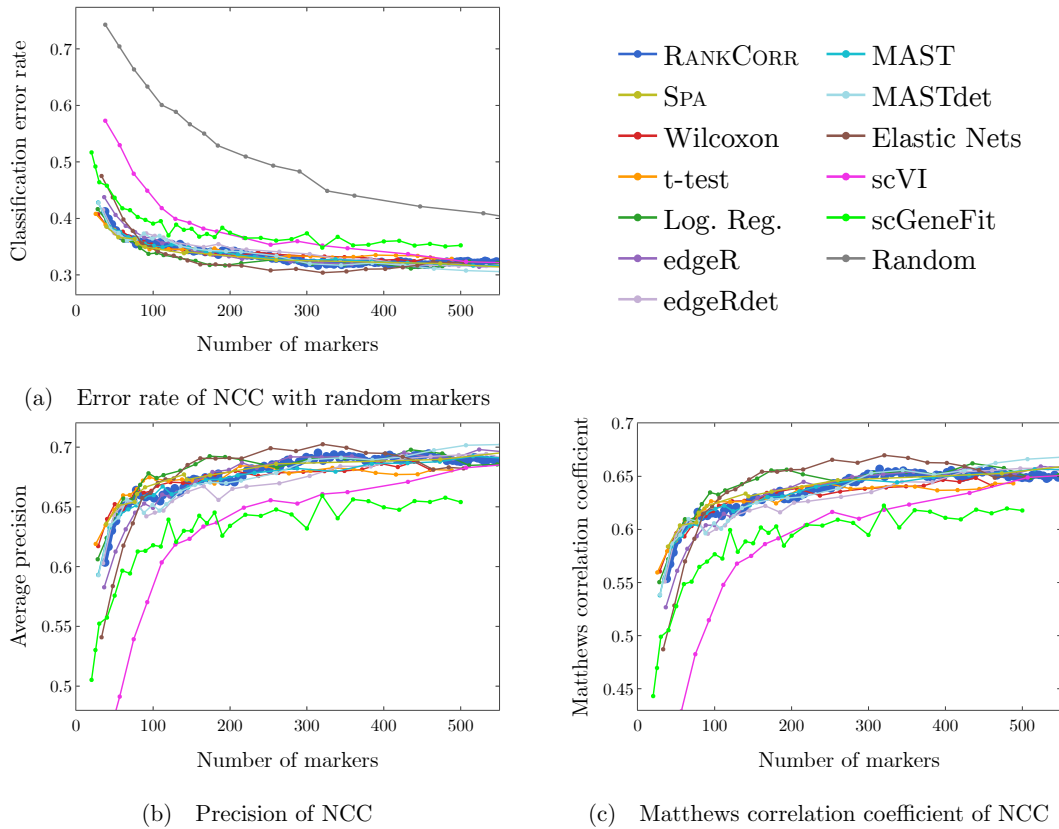 Classification error rate
0.7
0.6
0.5
0.4
0.3
0
100
200
300
400
500
Number of markers
(a) Error rate of NCC with random markers
RANKCORR
SPA
Wilcoxon
t-test
Log. Reg.
edgeR
edgeRdet
MAST
MASTdet
Elastic Nets
scVI
scGeneFit
Random
Average precision
0.7
0.65
0.6
0.55
0.5
0
100
200
300
400
500
Number of markers
(b) Precision of NCC
Matthews correlation coefficient
0.7
0.65
0.6
0.55
0.5
0.45
0
100
200
300
400
500
Number of markers
(c) Matthews correlation coefficient of NCC